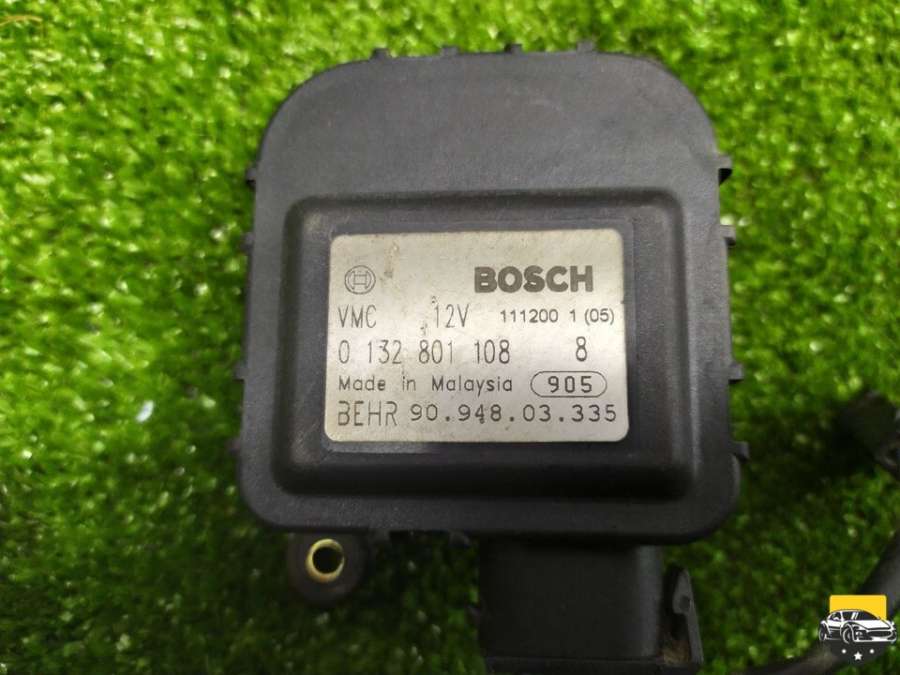 BOSCH
VMC 12V 111200 1 (05)
0 132 801 108 8
Made in Malaysia 905
BEHR 90.948.03.335